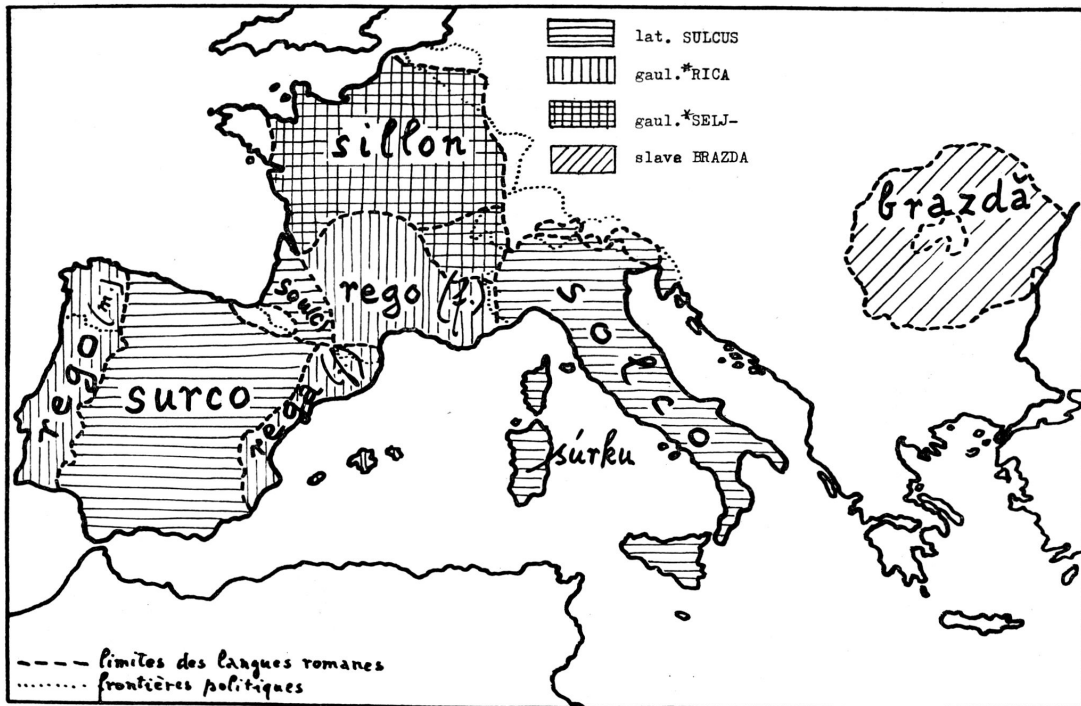 lat. SULCUS
gaul.*RICA
gaul.*SELJ-
slave BRAZDA
sillon
brazdă
soulc
rego (f.)
(m.)
rego
surco
rega
solco
súrku
limites des langues romanes
frontières politiques